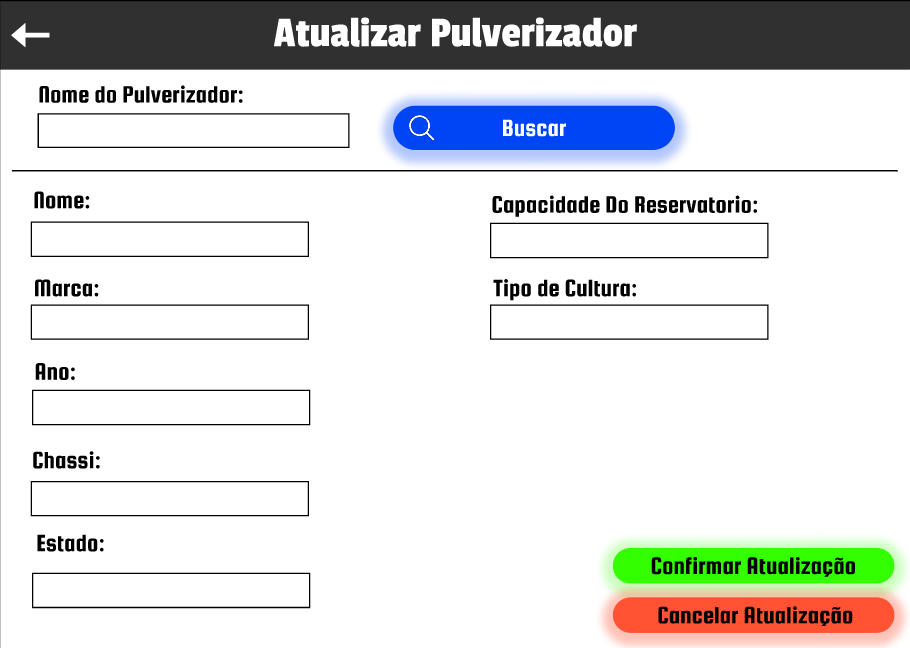 Atualizar Pulverizador
Nome do Pulverizador:
Buscar
Nome:
Capacidade Do Reservatorio:
Marca:
Tipo de Cultura:
Ano:
Chassi:
Estado:
Confirmar Atualização
Cancelar Atualização